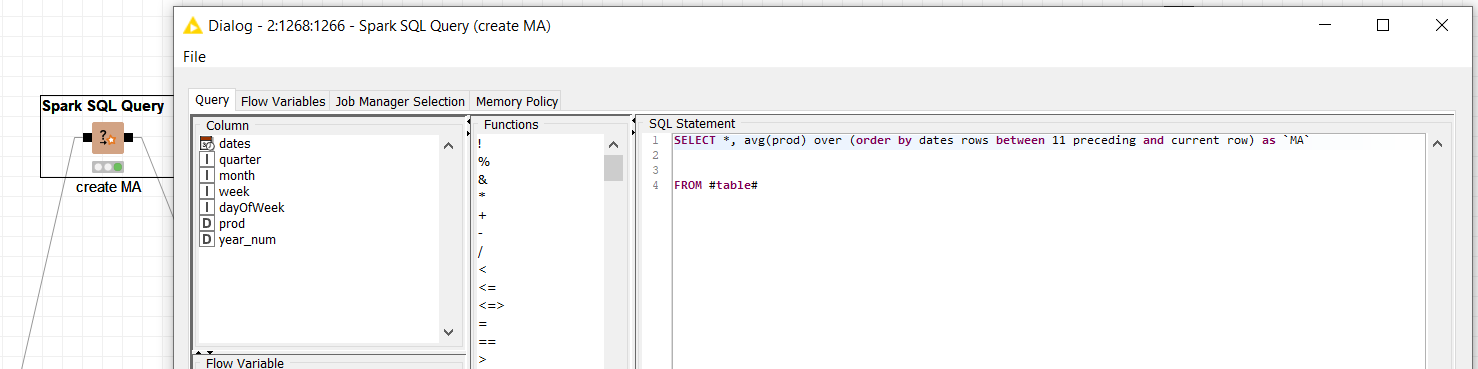 Dialog - 2:1268:1266 - Spark SQL Query (create MA)
File
Spark SQL Query
create MA
Query Flow Variables Job Manager Selection Memory Policy
Column
dates
I quarter
I month
I week
I dayOfWeek
D prod
D year_num
Flow Variable
Functions
!
%
&
*
+
-
/
<
<=
<=>
=
==
>
SQL Statement
1 SELECT *, avg(prod) over (order by dates rows between 11 preceding and current row) as `MA`
2
3
4 FROM #table#